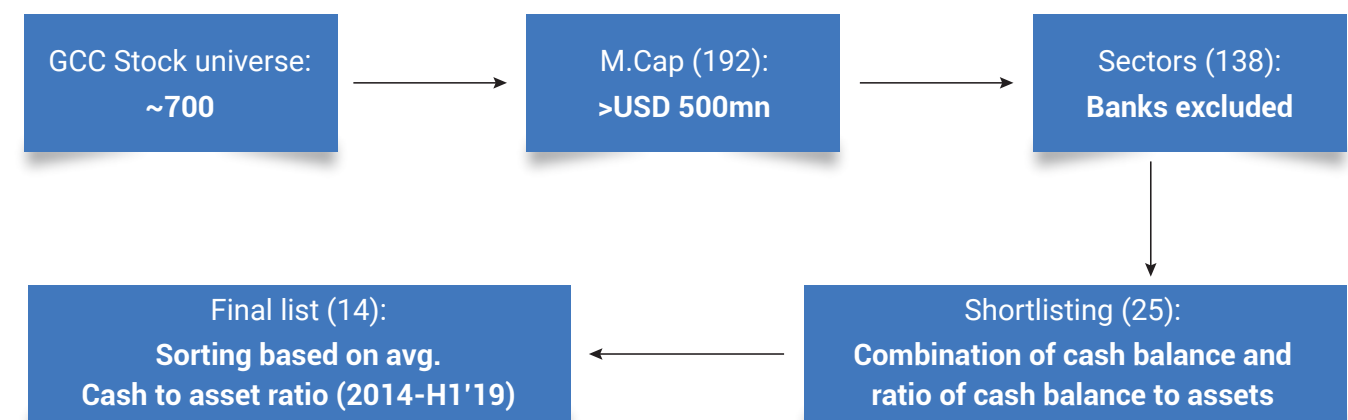 GCC Stock universe:
~700
M.Cap (192):
>USD 500mn
Sectors (138):
Banks excluded
Shortlisting (25):
Combination of cash balance and
ratio of cash balance to assets
Final list (14):
Sorting based on avg.
Cash to asset ratio (2014-H1'19)